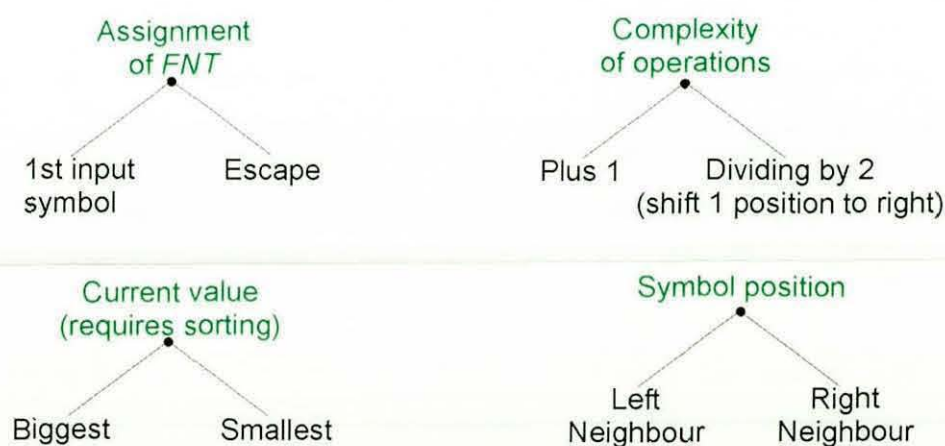 Assignment
of FNT
1st input
symbol
Escape
Complexity
of operations
Plus 1
Dividing by 2
(shift 1 position to right)
Current value
(requires sorting)
Biggest
Smallest
Symbol position
Left
Neighbour
Right
Neighbour